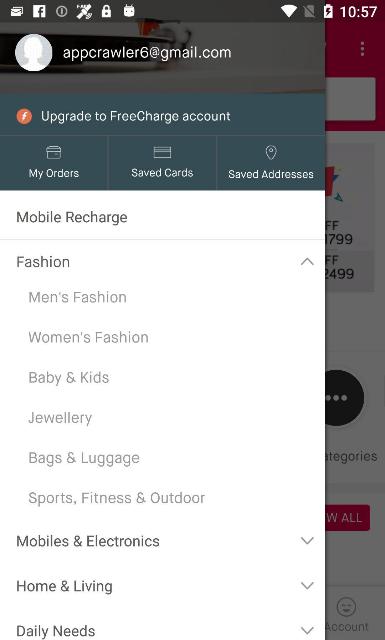 10:57
appcrawler6@gmail.com
Upgrade to FreeCharge account
My Orders
Saved Cards
Saved Addresses
Mobile Recharge
Fashion
Men's Fashion
Women's Fashion
Baby & Kids
Jewellery
Bags & Luggage
Sports, Fitness & Outdoor
Mobiles & Electronics
Home & Living
Daily Needs
FF
1799
FF
2499
ategories
W ALL
Account